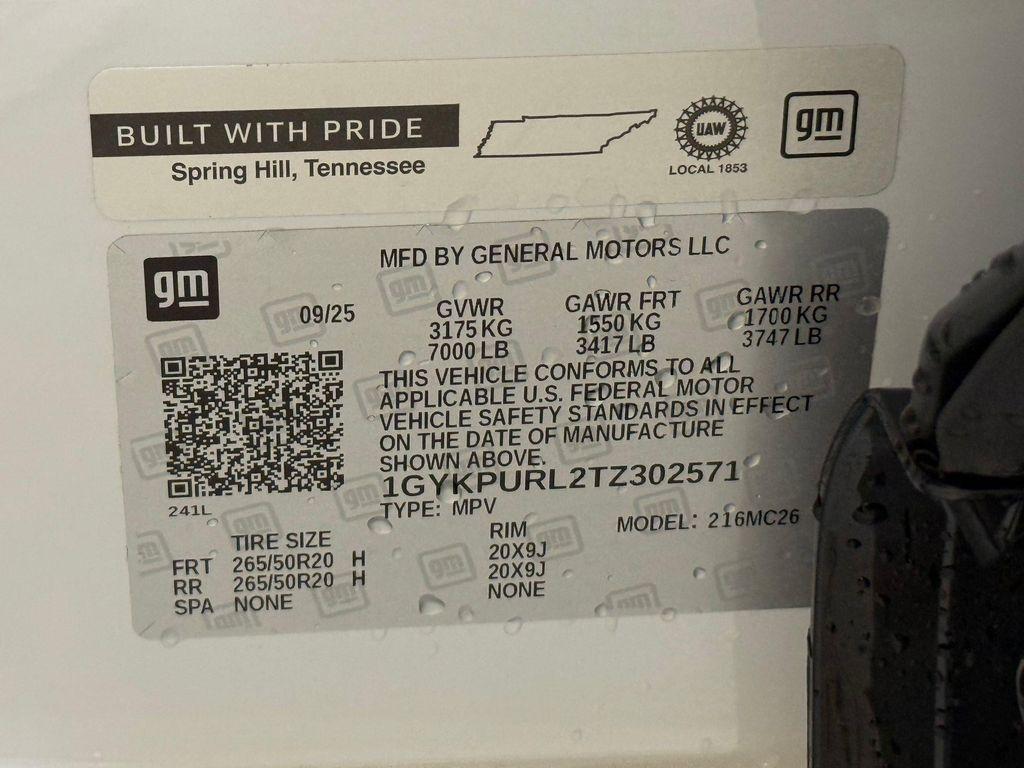 BUILT WITH PRIDE
Spring Hill, Tennessee
UAW
LOCAL 1853
gm
gm
MFD BY GENERAL MOTORS LLC
09/25
GVWR GAWR FRT GAWR RR
3175 KG 1550 KG 1700 KG
7000 LB 3417 LB 3747 LB
THIS VEHICLE CONFORMS TO ALL
APPLICABLE U.S. FEDERAL MOTOR
VEHICLE SAFETY STANDARDS IN EFFECT
ON THE DATE OF MANUFACTURE
SHOWN ABOVE.
1GYKPURL2TZ302571
241L
TYPE: MPV MODEL: 216MC26
TIRE SIZE RIM
FRT 265/50R20 H 20X9J
RR 265/50R20 H 20X9J
SPA NONE NONE